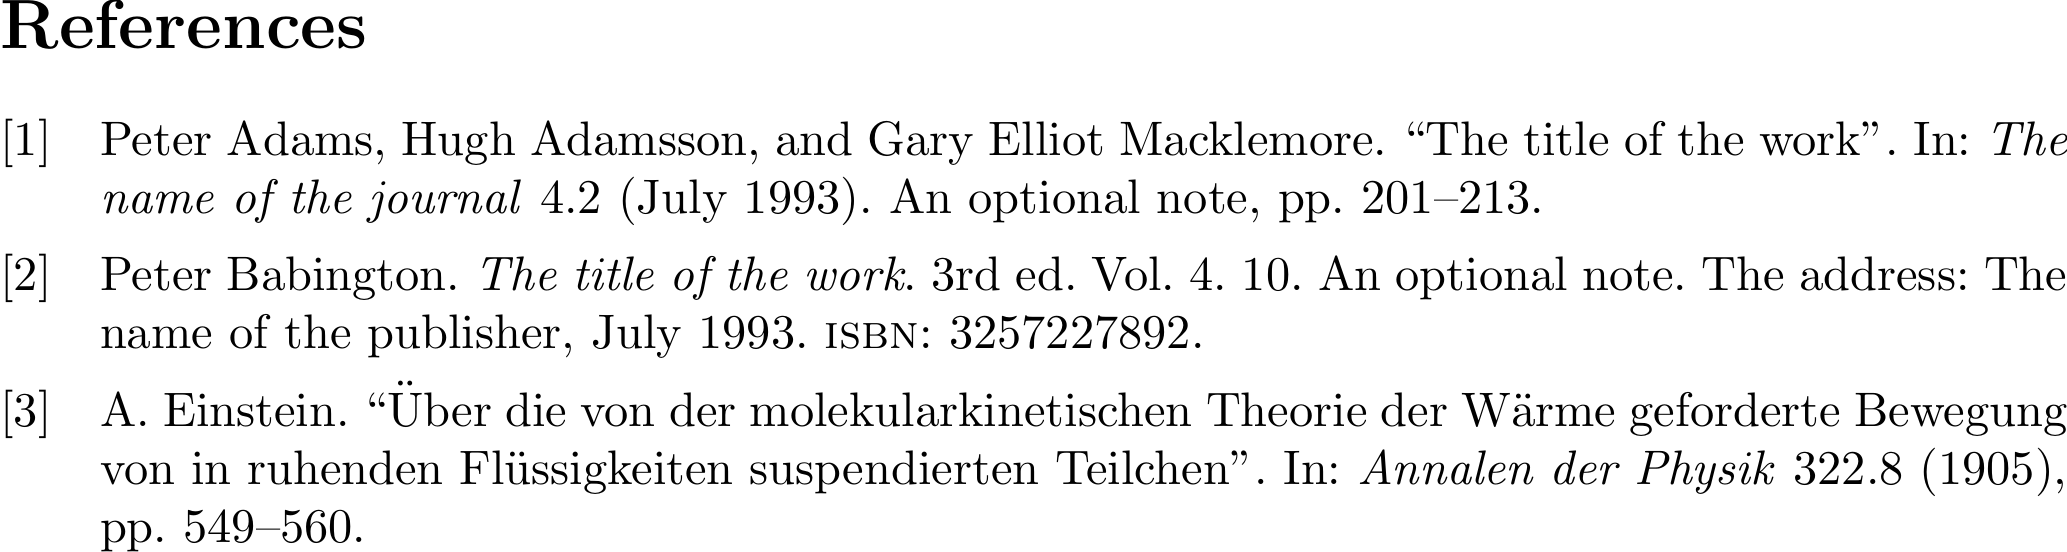 References
[1] Peter Adams, Hugh Adamsson, and Gary Elliot Macklemore. “The title of the work”. In: The
name of the journal 4.2 (July 1993). An optional note, pp. 201–213.
[2] Peter Babington. The title of the work. 3rd ed. Vol. 4. 10. An optional note. The address: The
name of the publisher, July 1993. ISBN: 3257227892.
[3] A. Einstein. “Über die von der molekularkinetischen Theorie der Wärme geforderte Bewegung
von in ruhenden Flüssigkeiten suspendierten Teilchen”. In: Annalen der Physik 322.8 (1905),
pp. 549–560.